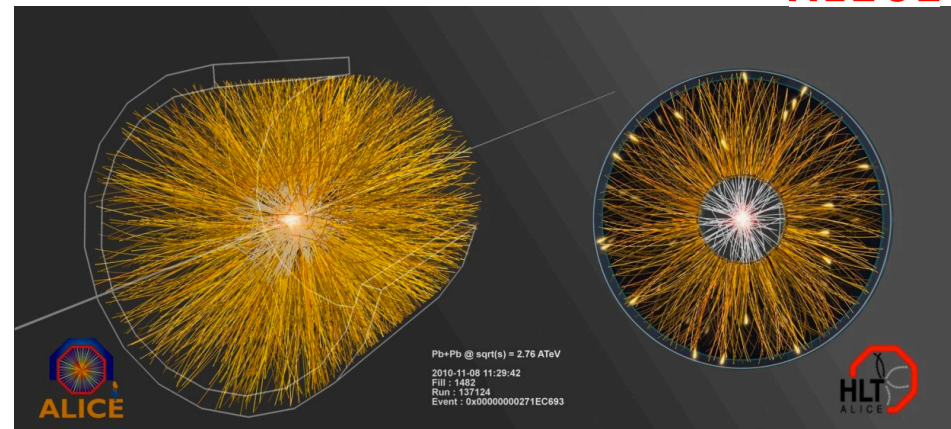 Pb+Pb @ sqrt(s) = 2.76 ATeV
2010-11-08 11:29:42
Fill : 1482
Run : 137124
Event : 0x00000000271EC693
ALICE
HLT
ALICE